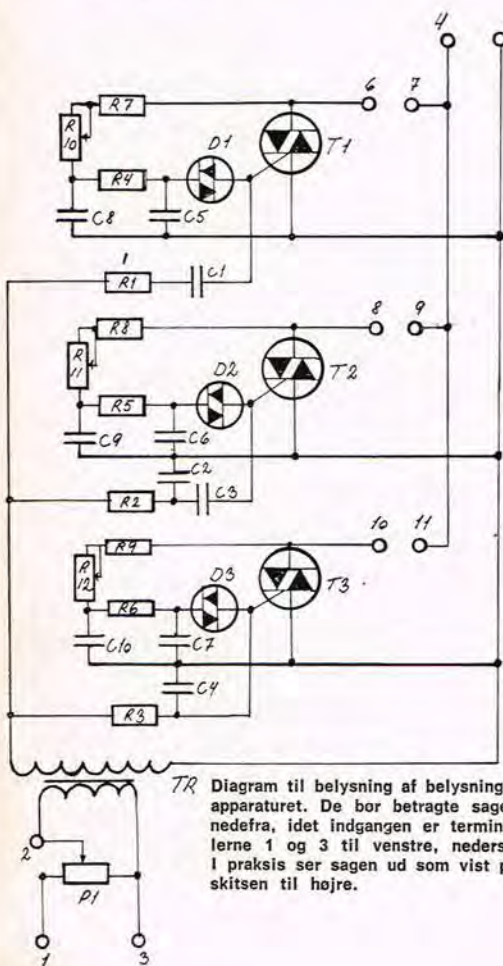 4
6 7
R7
R10
D1
T1
R4
C8
C5
1
R1
C1
8 9
R8
R11
D2
T2
R5
C9
C6
C2
R2
C3
10 11
R9
R12
D3
T3
R6
C10
C7
C4
R3
TR
Diagram til belysning af belysnings
apparaturet. De bør betragte sage
nedefra, idet indgangen er termin
lerne 1 og 3 til venstre, neders
I praksis ser sagen ud som vist p
skitsen til højre.
2
P1
1 3